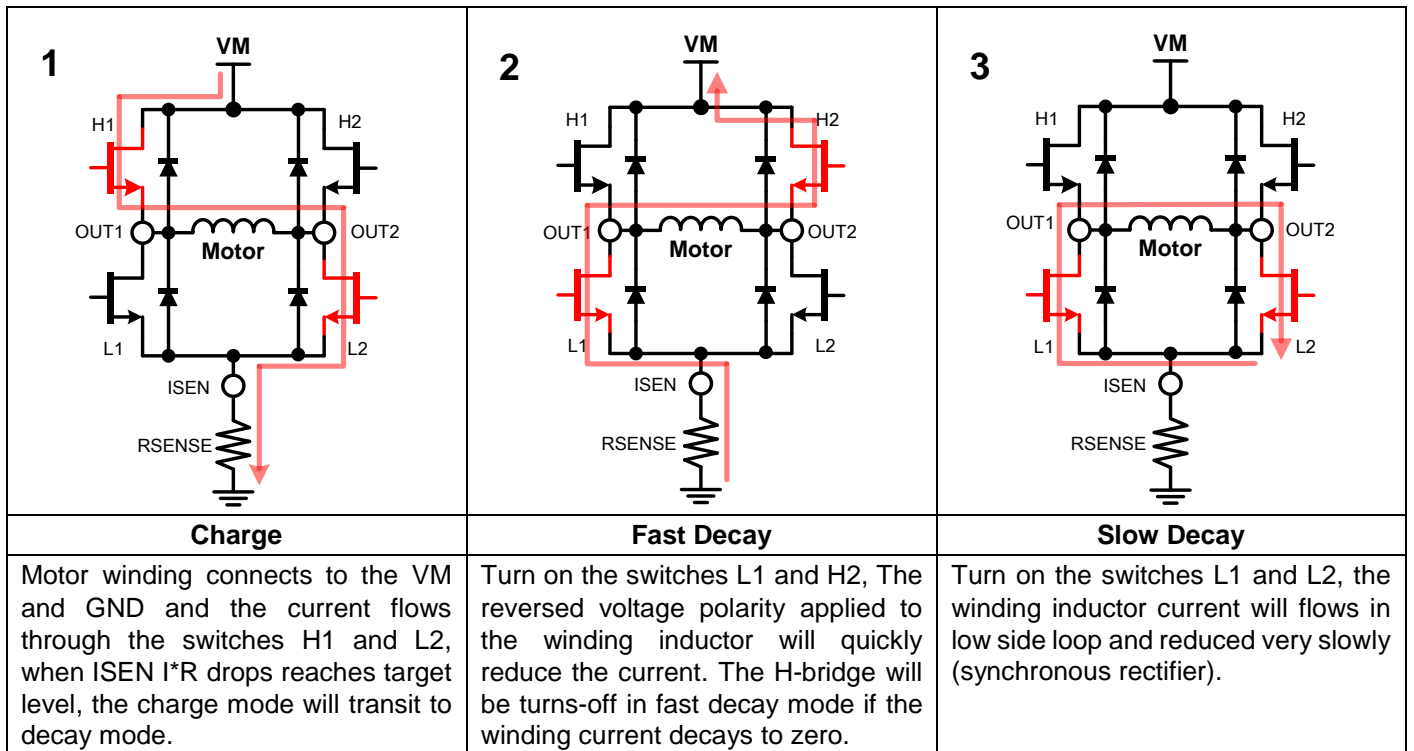 1
VM
H1
H2
OUT1
OUT2
Motor
L1
L2
ISEN
RSENSE
2
VM
H1
H2
OUT1
OUT2
Motor
L1
L2
ISEN
RSENSE
3
VM
H1
H2
OUT1
OUT2
Motor
L1
L2
ISEN
RSENSE
Charge
Motor winding connects to the VM
and GND and the current flows
through the switches H1 and L2,
when ISEN I*R drops reaches target
level, the charge mode will transit to
decay mode.
Fast Decay
Turn on the switches L1 and H2, The
reversed voltage polarity applied to
the winding inductor will quickly
reduce the current. The H-bridge will
be turns-off in fast decay mode if the
winding current decays to zero.
Slow Decay
Turn on the switches L1 and L2, the
winding inductor current will flows in
low side loop and reduced very slowly
(synchronous rectifier).